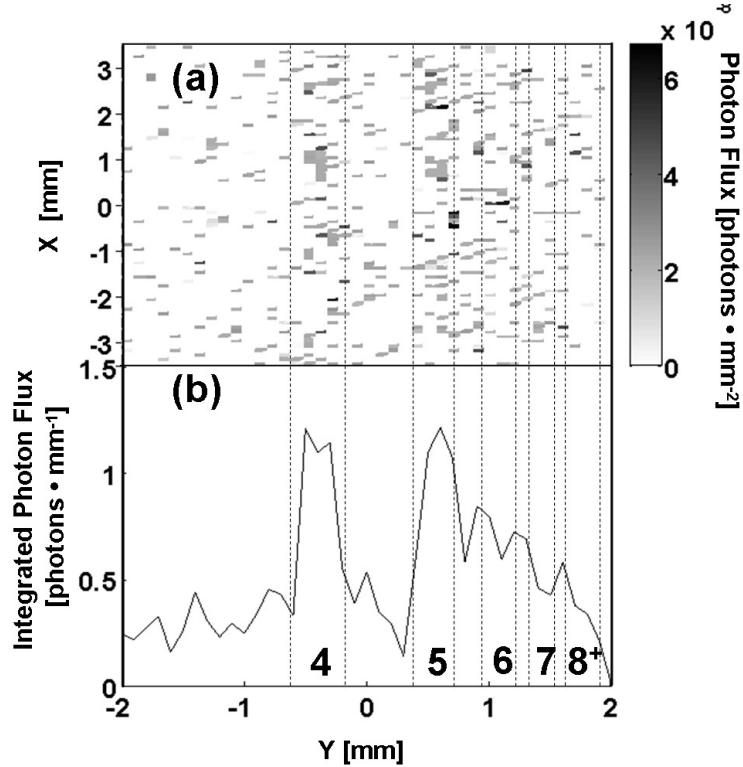 x 10
(a)
3
2
1
0
-1
-2
-3
X [mm]
6
4
2
0
Photon Flux [photons • mm-2]
(b)
1.5
1
0.5
0
Integrated Photon Flux
[photons • mm-1]
4 5 6 7 8+
-2 -1 0 1 2
Y [mm]